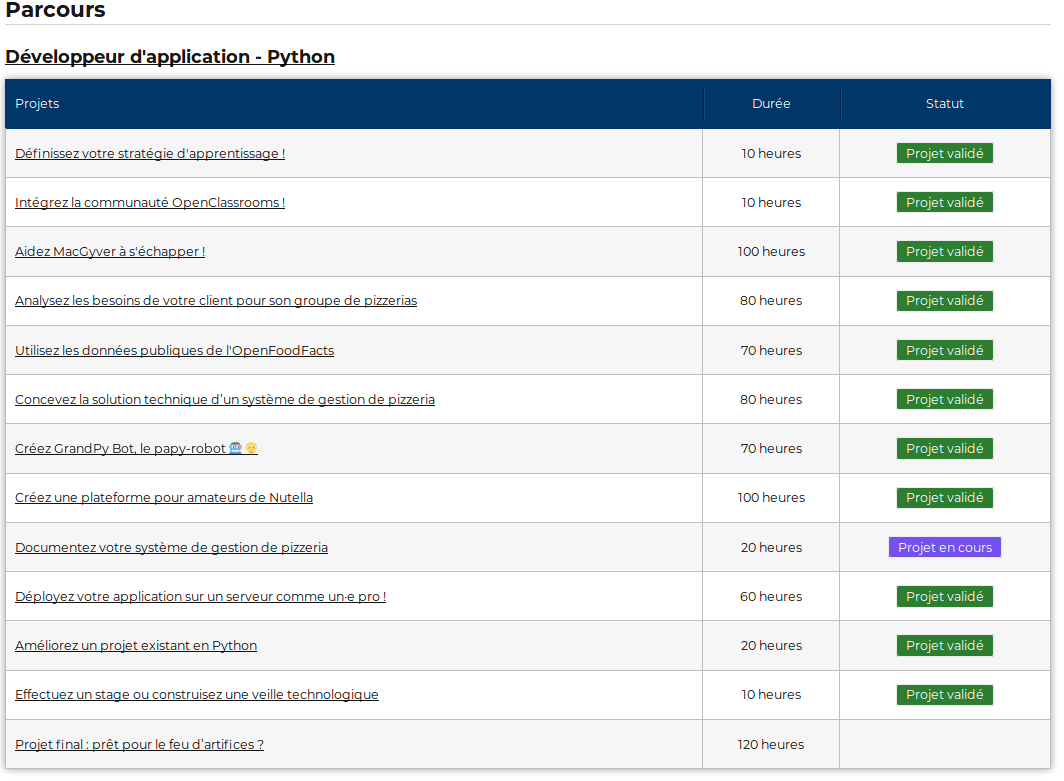 Parcours
Développeur d'application - Python
Projets Durée Statut
Définissez votre stratégie d'apprentissage ! 10 heures Projet validé
Intégrez la communauté OpenClassrooms ! 10 heures Projet validé
Aidez MacGyver à s'échapper ! 100 heures Projet validé
Analysez les besoins de votre client pour son groupe de pizzerias 80 heures Projet validé
Utilisez les données publiques de l'OpenFoodFacts 70 heures Projet validé
Concevez la solution technique d’un système de gestion de pizzeria 80 heures Projet validé
Créez GrandPy Bot, le papy-robot 🤖👴 70 heures Projet validé
Créez une plateforme pour amateurs de Nutella 100 heures Projet validé
Documentez votre système de gestion de pizzeria 20 heures Projet en cours
Déployez votre application sur un serveur comme un·e pro ! 60 heures Projet validé
Améliorez un projet existant en Python 20 heures Projet validé
Effectuez un stage ou construisez une veille technologique 10 heures Projet validé
Projet final : prêt pour le feu d’artifices ? 120 heures